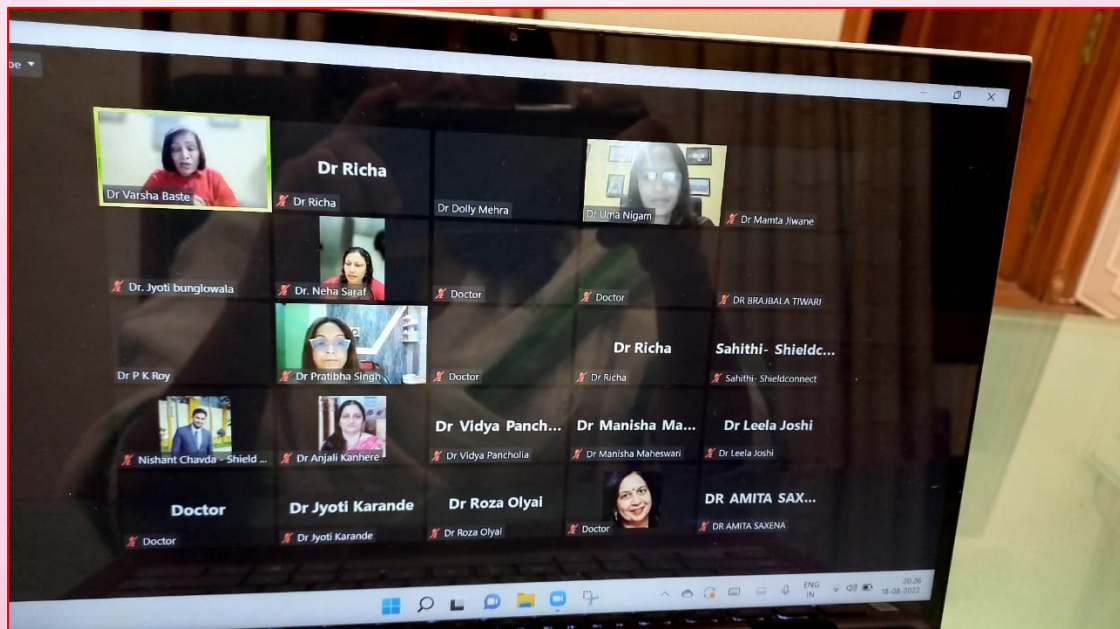 be
Dr Varsha Baste
Dr Richa
Dr Richa
Dr Dolly Mehra
Dr Uma Nigam
Dr Mamta Jiwane
Dr. Jyoti bunglowala
Dr. Neha Saraf
Doctor
Doctor
DR BRAJBALA TIWARI
Dr P K Roy
Dr Pratibha Singh
Doctor
Dr Richa
Dr Richa
Sahithi- Shieldc...
Sahithi- Shieldconnect
Nishant Chavda - Shield ...
Dr Anjali Kanhere
Dr Vidya Panch...
Dr Vidya Pancholia
Dr Manisha Ma...
Dr Manisha Maheswari
Dr Leela Joshi
Dr Leela Joshi
Doctor
Doctor
Dr Jyoti Karande
Dr Jyoti Karande
Dr Roza Olyai
Dr Roza Olyai
Doctor
DR AMITA SAX...
DR AMITA SAXENA
ENG
IN
20:26
18-08-2022